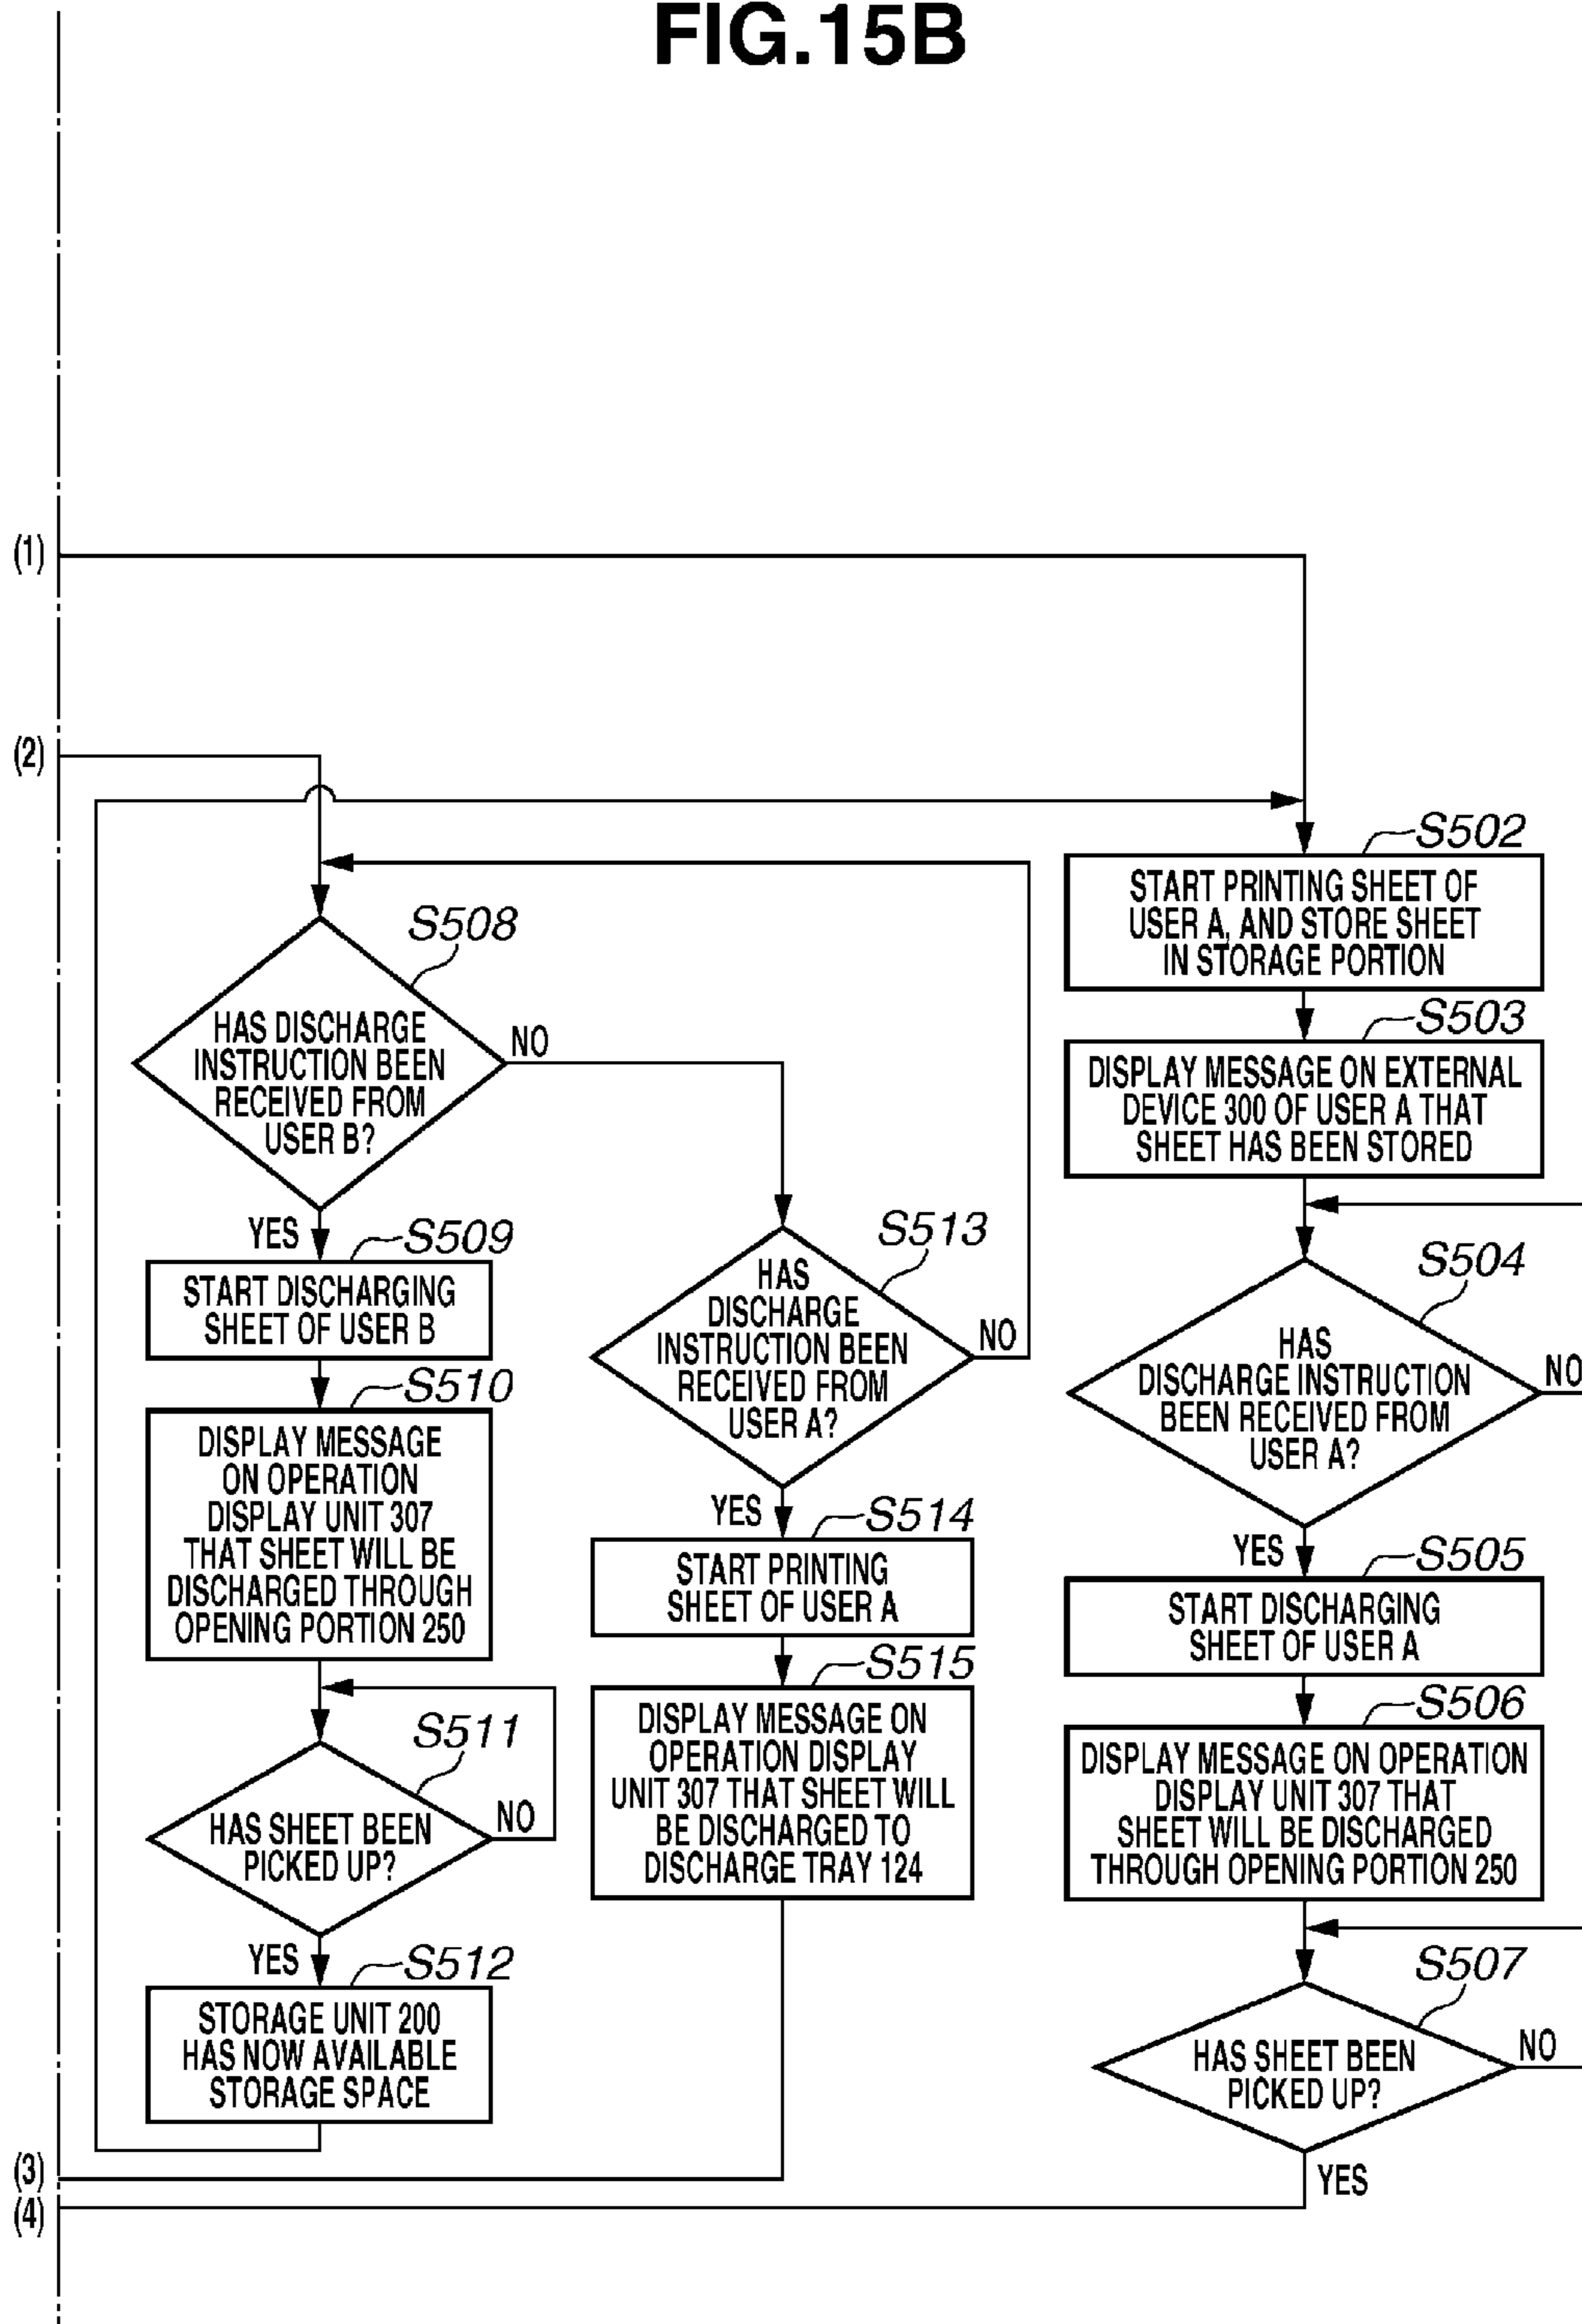 FIG.15B
(1)
(2)
S508
HAS DISCHARGE
INSTRUCTION BEEN
RECEIVED FROM
USER B?
NO
YES
S509
START DISCHARGING
SHEET OF USER B
S510
DISPLAY MESSAGE
ON OPERATION
DISPLAY UNIT 307
THAT SHEET WILL BE
DISCHARGED THROUGH
OPENING PORTION 250
S511
HAS SHEET BEEN
PICKED UP?
NO
YES
S512
STORAGE UNIT 200
HAS NOW AVAILABLE
STORAGE SPACE
S513
HAS
DISCHARGE
INSTRUCTION BEEN
RECEIVED FROM
USER A?
NO
YES
S514
START PRINTING
SHEET OF USER A
S515
DISPLAY MESSAGE ON
OPERATION DISPLAY
UNIT 307 THAT SHEET WILL
BE DISCHARGED TO
DISCHARGE TRAY 124
S502
START PRINTING SHEET OF
USER A, AND STORE SHEET
IN STORAGE PORTION
S503
DISPLAY MESSAGE ON EXTERNAL
DEVICE 300 OF USER A THAT
SHEET HAS BEEN STORED
S504
HAS
DISCHARGE INSTRUCTION
BEEN RECEIVED FROM
USER A?
NO
YES
S505
START DISCHARGING
SHEET OF USER A
S506
DISPLAY MESSAGE ON OPERATION
DISPLAY UNIT 307 THAT
SHEET WILL BE DISCHARGED
THROUGH OPENING PORTION 250
S507
HAS SHEET BEEN
PICKED UP?
NO
YES
(3)
(4)